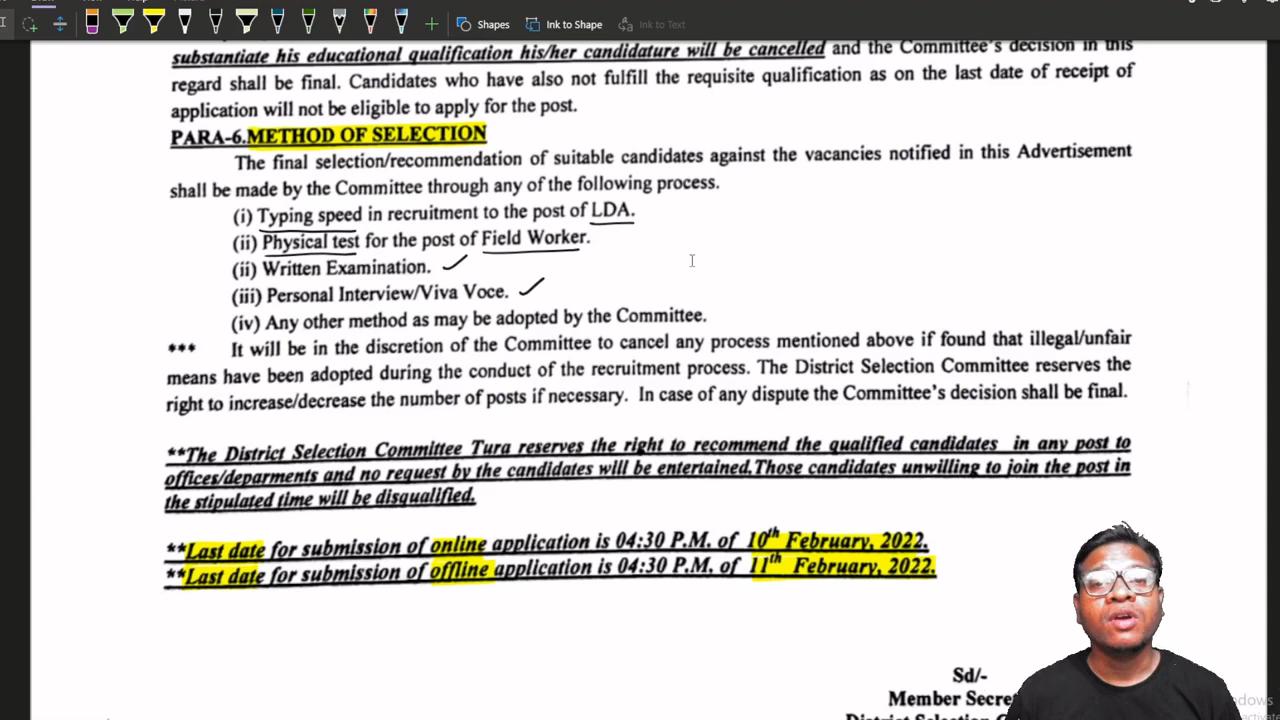 Shapes
Ink to Shape
Ink to Text
substantiate his educational qualification his/her candidature will be cancelled and the Committee's decision in this
regard shall be final. Candidates who have also not fulfill the requisite qualification as on the last date of receipt of
application will not be eligible to apply for the post.
PARA-6.METHOD OF SELECTION
The final selection/recommendation of suitable candidates against the vacancies notified in this Advertisement
shall be made by the Committee through any of the following process.
(i) Typing speed in recruitment to the post of LDA.
(ii) Physical test for the post of Field Worker.
(ii) Written Examination.
(iii) Personal Interview/Viva Voce.
(iv) Any other method as may be adopted by the Committee.
*** It will be in the discretion of the Committee to cancel any process mentioned above if found that illegal/unfair
means have been adopted during the conduct of the recruitment process. The District Selection Committee reserves the
right to increase/decrease the number of posts if necessary. In case of any dispute the Committee's decision shall be final.
**The District Selection Committee Tura reserves the right to recommend the qualified candidates in any post to
offices/deparments and no request by the candidates will be entertained.Those candidates unwilling to join the post in
the stipulated time will be disqualified.
**Last date for submission of online application is 04:30 P.M. of 10th February, 2022.
**Last date for submission of offline application is 04:30 P.M. of 11th February, 2022.
Sd/-
Member Secre
District Selection